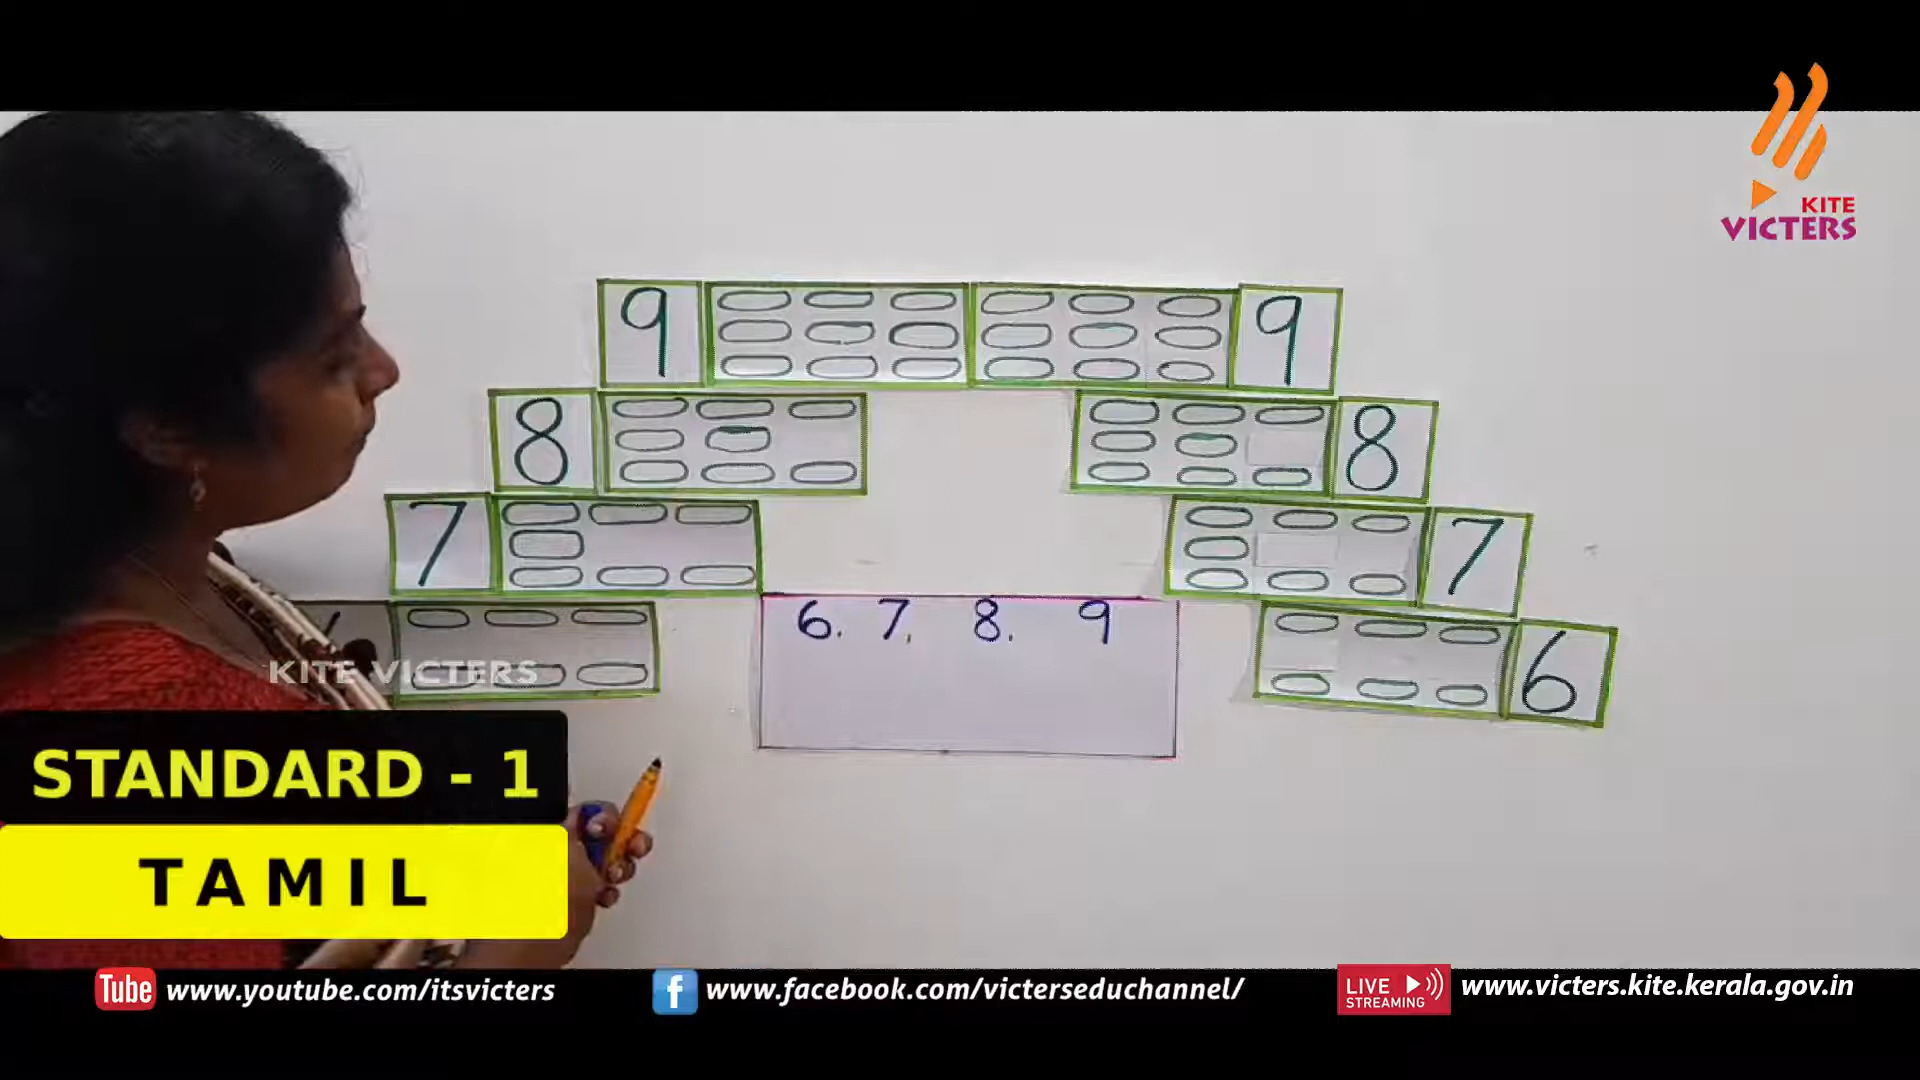 KITE
VICTERS
9 9
8 8
7 7
6. 7, 8. 9
6
KITE VICTERS
STANDARD - 1
TAMIL
Tube www.youtube.com/itsvicters
f www.facebook.com/victerseduchannel/
LIVE STREAMING www.victers.kite.kerala.gov.in